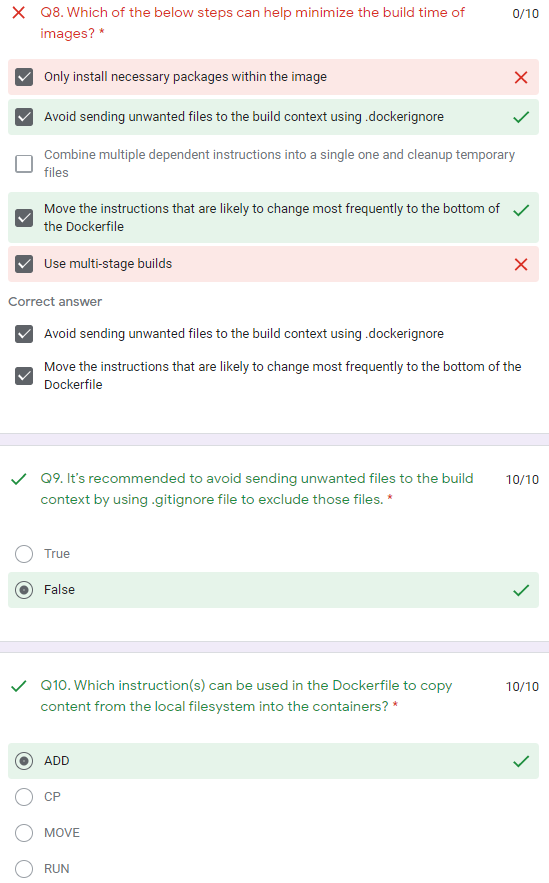 Q8. Which of the below steps can help minimize the build time of
images? *
0/10
Only install necessary packages within the image
Avoid sending unwanted files to the build context using .dockerignore
Combine multiple dependent instructions into a single one and cleanup temporary
files
Move the instructions that are likely to change most frequently to the bottom of
the Dockerfile
Use multi-stage builds
Correct answer
Avoid sending unwanted files to the build context using .dockerignore
Move the instructions that are likely to change most frequently to the bottom of the
Dockerfile
Q9. It’s recommended to avoid sending unwanted files to the build
context by using .gitignore file to exclude those files. *
10/10
True
False
Q10. Which instruction(s) can be used in the Dockerfile to copy
content from the local filesystem into the containers? *
10/10
ADD
CP
MOVE
RUN